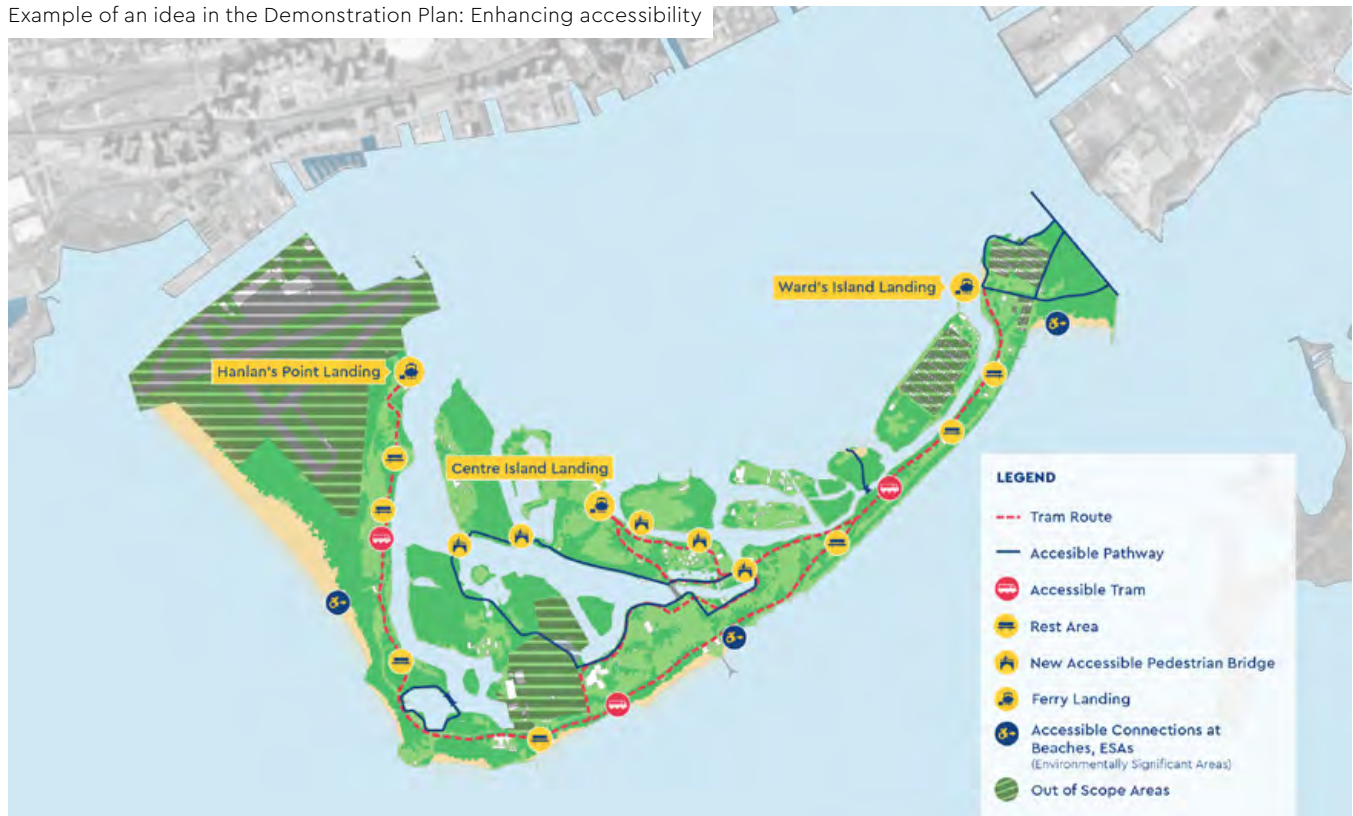 Example of an idea in the Demonstration Plan: Enhancing accessibility
Ward's Island Landing
Hanlan's Point Landing
Centre Island Landing
LEGEND
Tram Route
Accesible Pathway
Accessible Tram
Rest Area
New Accessible Pedestrian Bridge
Ferry Landing
Accessible Connections at
Beaches, ESAs
(Environmentally Significant Areas)
Out of Scope Areas